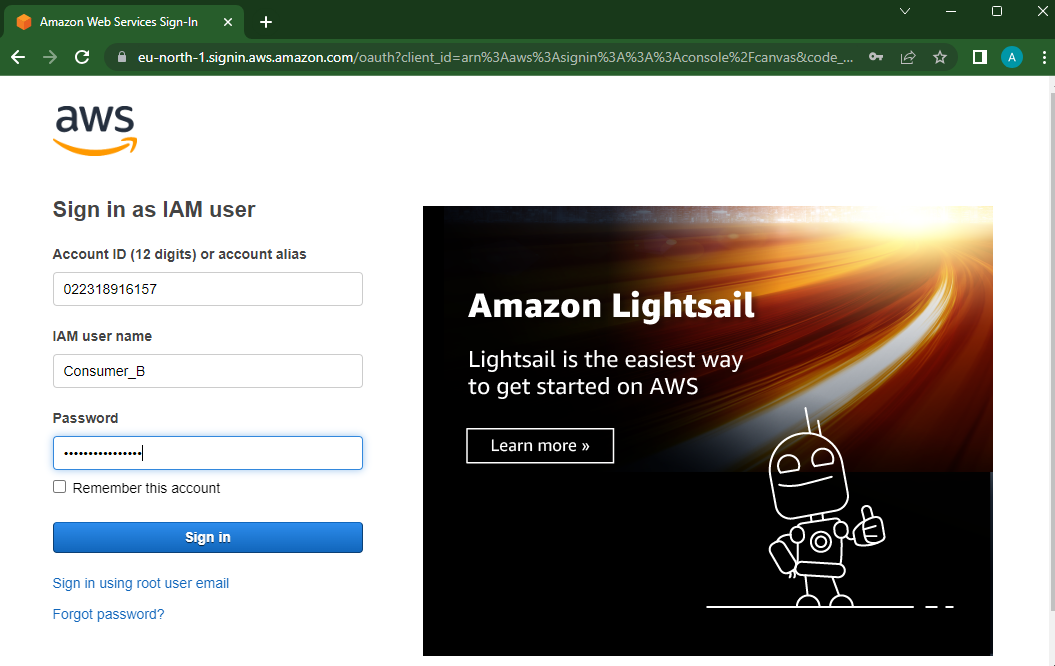 Amazon Web Services Sign-In
eu-north-1.signin.aws.amazon.com/oauth?client_id=arn%3Aaws%3Asignin%3A%3A%3Aconsole%2Fcanvas&code_...
A
aws
Sign in as IAM user
Account ID (12 digits) or account alias
022318916157
IAM user name
Consumer_B
Password
••••••••••••••••
Remember this account
Sign in
Sign in using root user email
Forgot password?
Amazon Lightsail
Lightsail is the easiest way
to get started on AWS
Learn more »